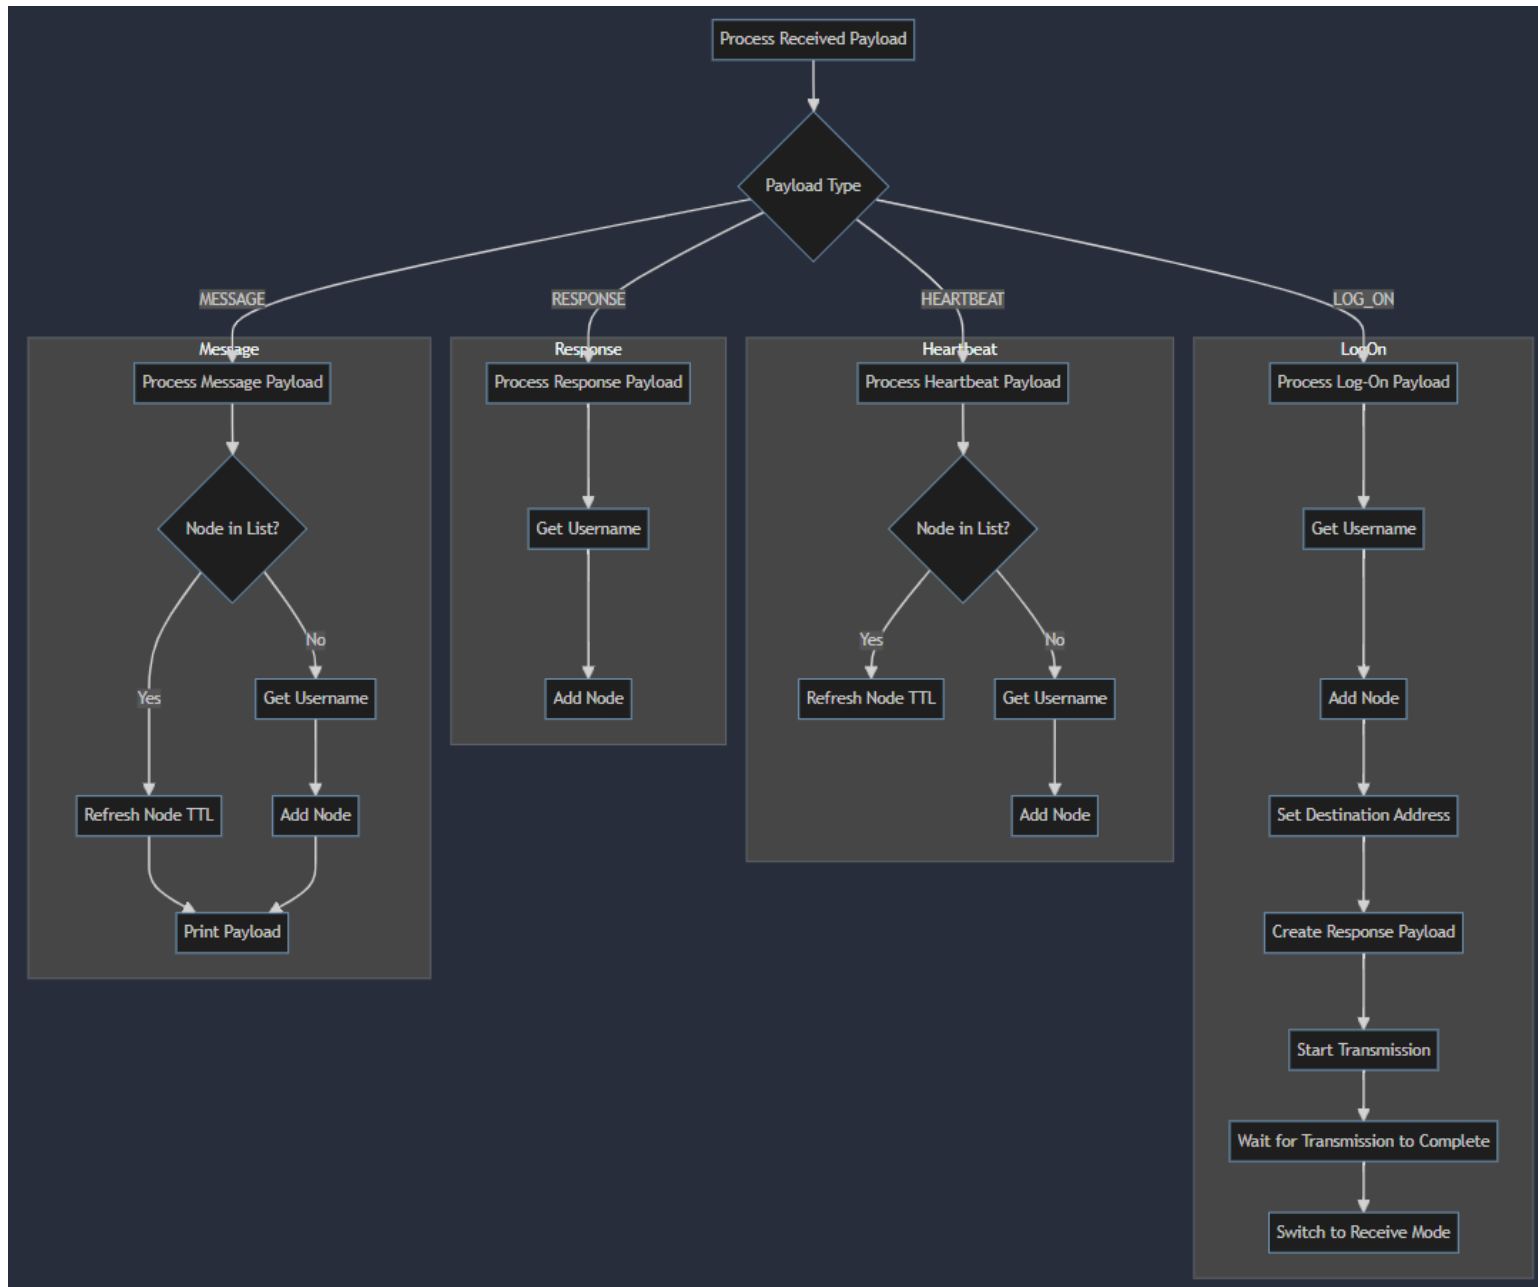 Process Received Payload
Payload Type
MESSAGE
RESPONSE
HEARTBEAT
LOG_ON
Message
Process Message Payload
Node in List?
Yes
No
Get Username
Refresh Node TTL
Add Node
Print Payload
Response
Process Response Payload
Get Username
Add Node
Heartbeat
Process Heartbeat Payload
Node in List?
Yes
No
Refresh Node TTL
Get Username
Add Node
LogOn
Process Log-On Payload
Get Username
Add Node
Set Destination Address
Create Response Payload
Start Transmission
Wait for Transmission to Complete
Switch to Receive Mode